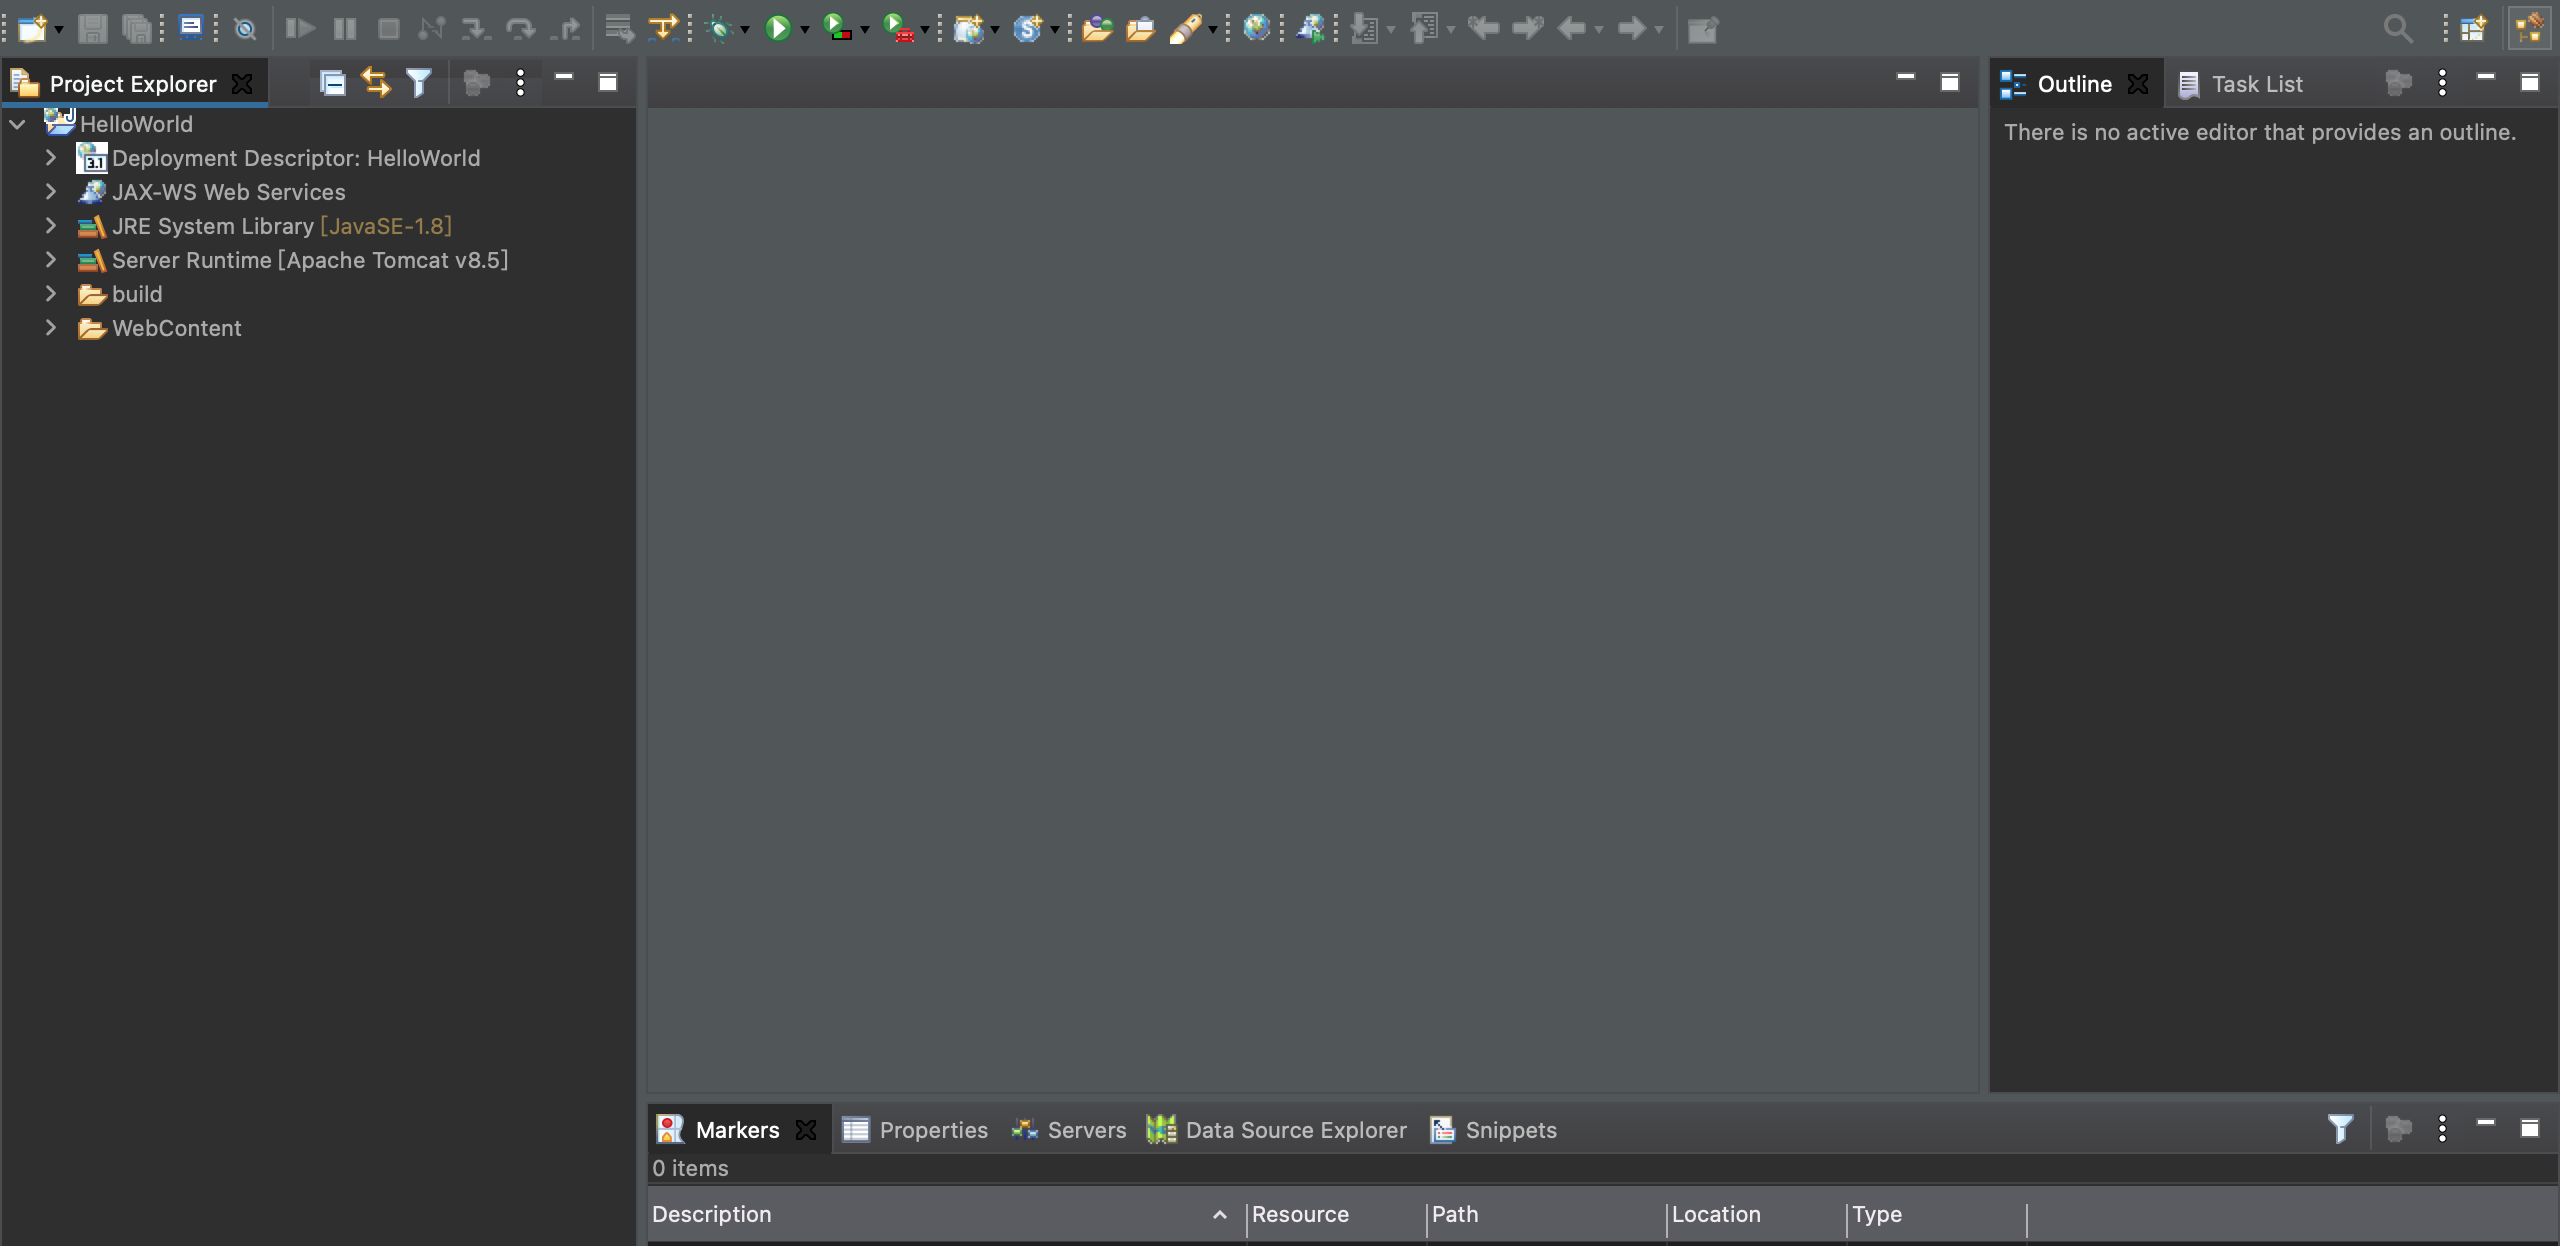 Project Explorer
HelloWorld
3.1 Deployment Descriptor: HelloWorld
JAX-WS Web Services
JRE System Library [JavaSE-1.8]
Server Runtime [Apache Tomcat v8.5]
build
WebContent
Outline Task List
There is no active editor that provides an outline.
Markers Properties Servers Data Source Explorer Snippets
0 items
Description Resource Path Location Type